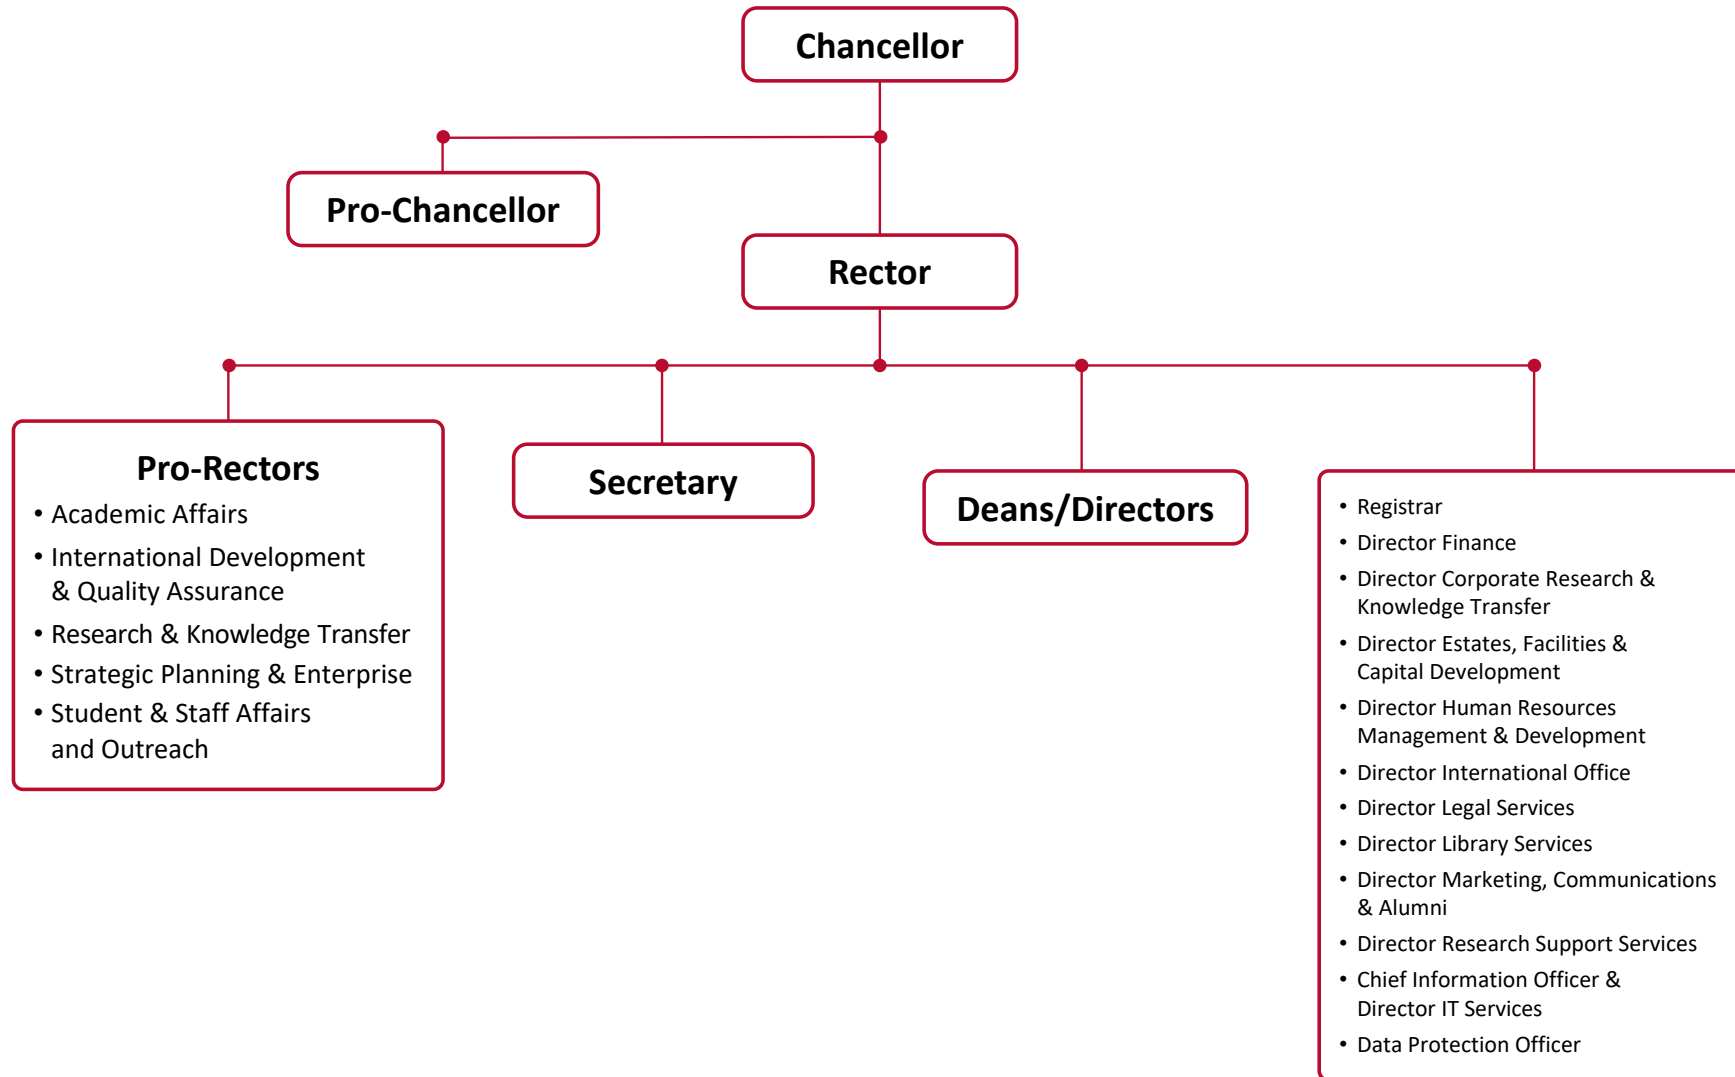 Chancellor
Pro-Chancellor
Rector
Pro-Rectors
• Academic Affairs
• International Development
& Quality Assurance
• Research & Knowledge Transfer
• Strategic Planning & Enterprise
• Student & Staff Affairs
and Outreach
Secretary
Deans/Directors
• Registrar
• Director Finance
• Director Corporate Research &
Knowledge Transfer
• Director Estates, Facilities &
Capital Development
• Director Human Resources
Management & Development
• Director International Office
• Director Legal Services
• Director Library Services
• Director Marketing, Communications
& Alumni
• Director Research Support Services
• Chief Information Officer &
Director IT Services
• Data Protection Officer